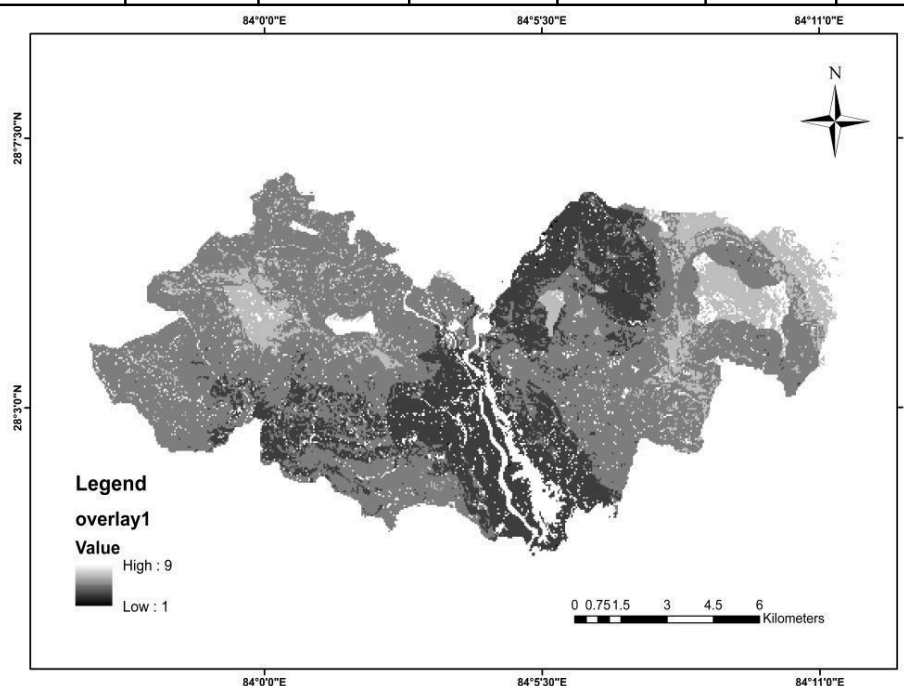 84°0'0"E 84°5'30"E 84°11'0"E
N
28°7'30"N
28°3'0"N
Legend
overlay1
Value
High : 9
Low : 1
0 0.75 1.5 3 4.5 6
Kilometers
84°0'0"E 84°5'30"E 84°11'0"E